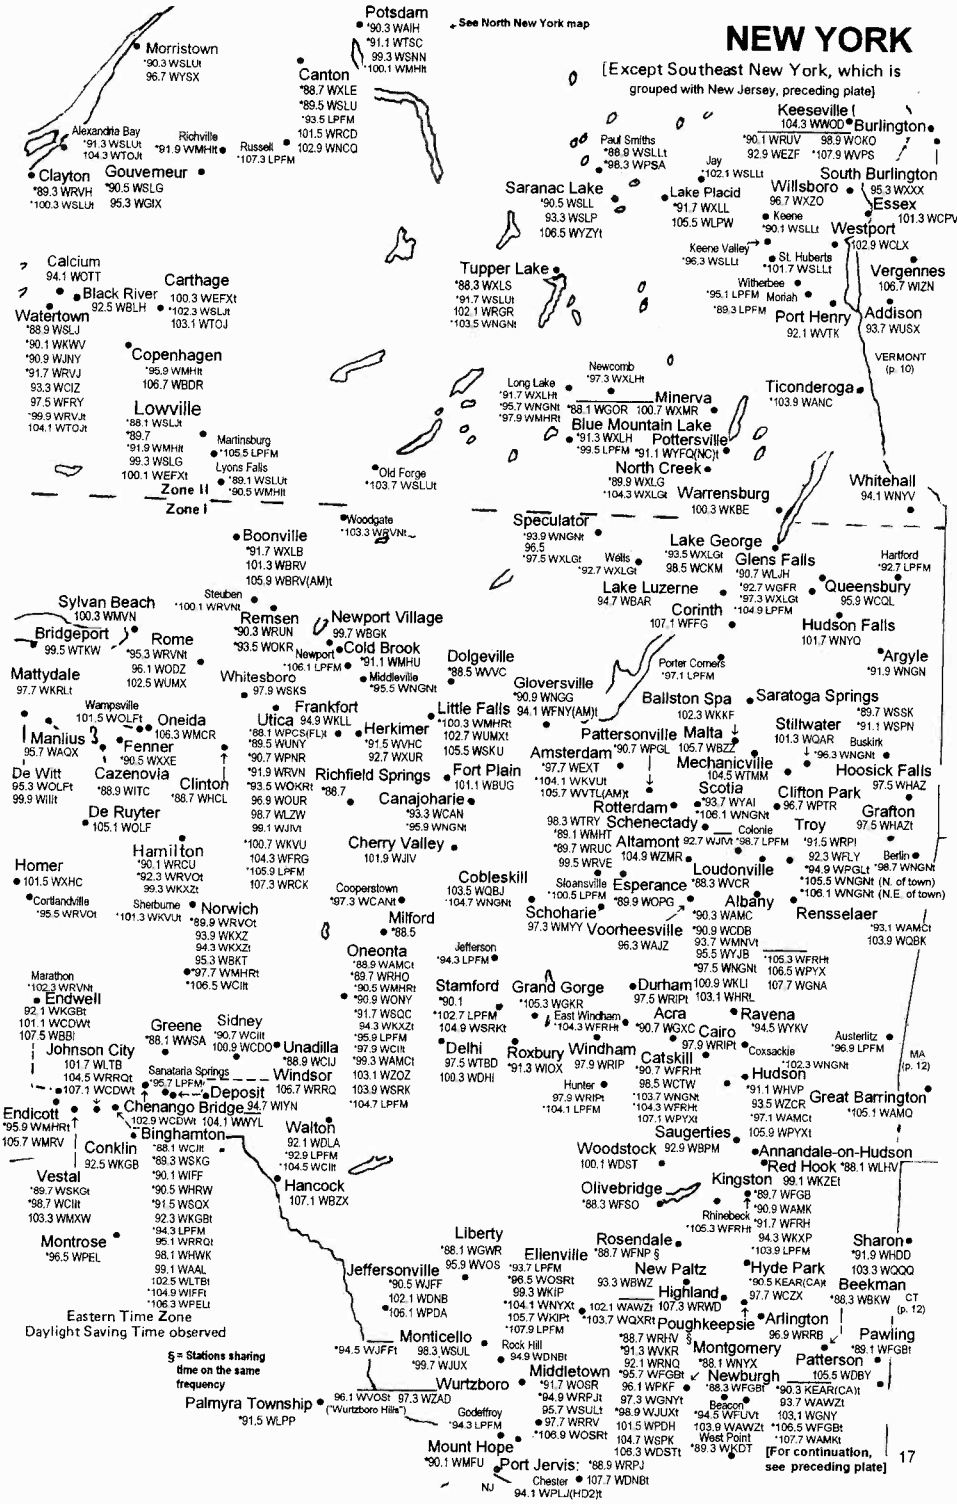 NEW YORK
[Except Southeast New York, which is
grouped with New Jersey, preceding plate]
Potsdam
*90.3 WAIH
*91.1 WTSC
99.3 WSNN
*100.1 WMHIt
See North New York map
Morristown
*90.3 WSLUt
96.7 WYSX
Canton
*88.7 WXLE
*89.5 WSLU
*93.5 LPFM
101.5 WRCD
102.9 WNCQ
Alexandria Bay
*91.3 WSLUt
104.3 WTOJt
Richville
*91.9 WMHIt
Russell
*107.3 LPFM
Clayton
*89.3 WRVH
*100.3 WSLUt
Gouverneur
*90.5 WSLG
95.3 WGIX
Keeseville
104.3 WWOD
Burlington
*90.1 WRUV
98.9 WOKO
92.9 WEZF
*107.9 WVPS
Paul Smiths
*88.9 WSLLt
*98.3 WPSA
Jay
*102.1 WSLLt
South Burlington
95.3 WXXX
Saranac Lake
*90.5 WSLL
93.3 WSLP
106.5 WYZYt
Lake Placid
*91.7 WXLL
105.5 WLPW
Willsboro
96.7 WXZO
Essex
101.3 WCPV
Keene
*90.1 WSLLt
Westport
*102.9 WCLX
Keene Valley
*96.3 WSLLt
St. Huberts
*101.7 WSLLt
Vergennes
106.7 WIZN
Witherbee
*95.1 LPFM
Moriah
*89.3 LPFM
Port Henry
92.1 WVTK
Addison
93.7 WUSX
Tupper Lake
*88.3 WXLS
*91.7 WSLUt
102.1 WRGR
*103.5 WNGNt
Calcium
94.1 WOTT
Black River
92.5 WBLH
Carthage
100.3 WEFXt
*102.3 WSLJt
103.1 WTOJ
Watertown
*88.9 WSLJ
*90.1 WKWV
*90.9 WJNY
*91.7 WRVJ
93.3 WCIZ
97.5 WFRY
*99.9 WRVJt
104.1 WTOJt
Copenhagen
*95.9 WMHIt
106.7 WBDR
VERMONT
(p. 10)
Lowville
*88.1 WSLJt
*89.7
*91.9 WMHIt
99.3 WSLG
100.1 WEFXt
Martinsburg
*105.5 LPFM
Lyons Falls
*89.1 WSLUt
*90.5 WMHIt
Old Forge
*103.7 WSLUt
Long Lake
*91.7 WXLHt
*95.7 WNGNt
*97.9 WMHRt
Newcomb
*97.3 WXLHt
Minerva
*88.1 WGOR 100.7 WXMR
Ticonderoga
*103.9 WANC
Blue Mountain Lake
*91.3 WXLH
*99.5 LPFM
Pottersville
*91.1 WYFQ(NC)t
North Creek
*89.9 WXLG
*104.3 WXLGt
Warrensburg
100.3 WKBE
Whitehall
94.1 WNYV
Zone II
Zone I
Woodgate
*103.3 WRVNt
Speculator
*93.9 WNGNt
96.5
*97.5 WXLGt
Wells
*92.7 WXLGt
Lake George
*93.5 WXLGt
98.5 WCKM
Glens Falls
*90.7 WLJH
*92.7 WGFR
*97.3 WXLGt
*104.9 LPFM
Hartford
*92.7 LPFM
Queensbury
95.9 WCQL
Boonville
*91.7 WXLB
101.3 WBRV
105.9 WBRV(AM)t
Lake Luzerne
94.7 WBAR
Corinth
107.1 WFFG
Hudson Falls
101.7 WNYQ
Argyle
*91.9 WNGN
Sylvan Beach
100.3 WMVN
Steuben
*100.1 WRVNt
Remsen
*90.3 WRUN
*93.5 WOKR
Newport Village
99.7 WBGK
Bridgeport
99.5 WTKW
Rome
*95.3 WRVNt
96.1 WODZ
102.5 WUMX
Newport
*106.1 LPFM
Cold Brook
*91.1 WMHU
Middleville
*95.5 WNGNt
Dolgeville
*88.5 WVVC
Porter Corners
*97.1 LPFM
Mattydale
97.7 WKRLt
Whitesboro
97.9 WSKS
Gloversville
*90.9 WNGG
94.1 WFNY(AM)t
Ballston Spa
102.3 WKKF
Saratoga Springs
*89.7 WSSK
*91.1 WSPN
Wampsville
101.5 WOLFt
Oneida
*106.3 WMCR
Frankfort
94.9 WKLL
Little Falls
*100.3 WMHRt
102.7 WUMXt
105.5 WSKU
Stillwater
101.3 WQAR
Manlius
95.7 WAQX
Fenner
*90.5 WXXE
Utica
*88.1 WPCS(FL)t
*89.5 WUNY
*90.7 WPNR
*91.9 WRVN
*93.5 WOKRt
96.9 WOUR
98.7 WLZW
99.1 WJIVt
*100.7 WKVU
104.3 WFRG
*105.9 LPFM
107.3 WRCK
Herkimer
*91.5 WVHC
92.7 WXUR
Pattersonville
*90.7 WPGL
Malta
105.7 WBZZ
Buskirk
*96.3 WNGNt
De Witt
95.3 WOLFt
99.9 WIIIt
Cazenovia
*88.9 WITC
Clinton
*88.7 WHCL
Richfield Springs
*88.7
Fort Plain
101.1 WBUG
Amsterdam
*97.7 WEXT
*104.1 WKVUt
105.7 WVTL(AM)t
Mechanicville
104.5 WTMM
Hoosick Falls
97.5 WHAZ
De Ruyter
*105.1 WOLF
Canajoharie
*93.3 WCAN
*95.9 WNGNt
Rotterdam
98.3 WTRY
Scotia
*93.7 WYAI
*106.1 WNGNt
Clifton Park
96.7 WPTR
Grafton
97.5 WHAZt
Schenectady
*89.1 WMHT
*89.7 WRUC
99.5 WRVE
92.7 WJIVt
Colonie
*98.7 LPFM
Troy
*91.5 WRPI
92.3 WFLY
*94.9 WPGLt
*105.5 WNGNt (N. of town)
*106.1 WNGNt (N.E. of town)
Berlin
*98.7 WNGNt
Hamilton
*90.1 WRCU
*92.3 WRVOt
99.3 WKXZt
Cherry Valley
101.9 WJIV
Altamont
104.9 WZMR
Homer
101.5 WXHC
Cobleskill
103.5 WQBJ
*104.7 WNGNt
Sloansville
*100.5 LPFM
Esperance
*89.9 WOPG
Loudonville
*88.3 WVCR
Albany
*90.3 WAMC
*90.9 WCDB
93.7 WMNVt
95.5 WYJB
*97.5 WNGNt
100.9 WKLI
103.1 WHRL
Cortlandville
*95.5 WRVOt
Sherburne
*101.3 WKVUt
Norwich
*89.9 WRVOt
93.9 WKXZ
94.3 WKXZt
95.3 WBKT
*97.7 WMHRt
*106.5 WCIIt
Cooperstown
*97.3 WCANt
Milford
*88.5
Schoharie
97.3 WMYY
Voorheesville
96.3 WAJZ
Rensselaer
*93.1 WAMCt
103.9 WQBK
*105.3 WFRHt
106.5 WPYX
107.7 WGNA
Oneonta
*88.9 WAMCt
*89.7 WRHO
*90.5 WMHRt
*90.9 WONY
*91.7 WSQC
94.3 WKXZt
*95.9 LPFM
*97.9 WCIIt
*99.3 WAMCt
103.1 WZOZ
103.9 WSRK
*104.7 LPFM
Jefferson
*94.3 LPFM
Marathon
*102.3 WRVNt
Endwell
92.1 WKGBt
101.1 WCDWt
107.5 WBBI
Stamford
*90.1
*102.7 LPFM
104.9 WSRKt
Grand Gorge
*105.3 WGKR
Durham
97.5 WRIPt
East Windham
*104.3 WFRHt
Acra
*90.7 WGXC
Ravena
*94.5 WYKV
Greene
*88.1 WWSA
Sidney
*90.7 WCIIt
100.9 WCDO
Unadilla
*88.9 WCIJ
Delhi
97.5 WTBD
100.3 WDHI
Roxbury
*91.3 WIOX
Windham
97.9 WRIP
Cairo
97.9 WRIPt
Austerlitz
*96.9 LPFM
Johnson City
101.7 WLTB
104.5 WRRQt
*107.1 WCDWt
Catskill
*90.7 WFRHt
98.5 WCTW
*103.7 WNGNt
*104.3 WFRHt
107.1 WPYXt
Coxsackie
*102.3 WNGNt
MA
(p. 12)
Sanataria Springs
*95.7 LPFM
Windsor
106.7 WRRQ
Hunter
97.9 WRIPt
*104.1 LPFM
Hudson
*91.1 WHVP
93.5 WZCR
*97.1 WAMCt
105.9 WPYXt
Great Barrington
*105.1 WAMQ
Deposit
94.7 WIYN
Endicott
*95.9 WMHRt
105.7 WMRV
Chenango Bridge
102.9 WCDWt
104.1 WWYL
Binghamton
*88.1 WCIIt
*89.3 WSKG
*90.1 WIFF
*90.5 WHRW
*91.5 WSQX
92.3 WKGBt
*94.3 LPFM
95.1 WRRQt
98.1 WHWK
99.1 WAAL
102.5 WLTBt
*104.9 WIFFt
*106.3 WPELt
Conklin
92.5 WKGB
Walton
92.1 WDLA
*92.9 LPFM
*104.5 WCIIt
Saugerties
92.9 WBPM
Woodstock
100.1 WDST
Annandale-on-Hudson
Red Hook *88.1 WLHV
Vestal
*89.7 WSKGt
*98.7 WCIIt
103.3 WMXW
Hancock
107.1 WBZX
Olivebridge
*88.3 WFSO
Kingston
99.1 WKZEt
*89.7 WFGB
*90.9 WAMK
*91.7 WFRH
94.3 WKXP
*103.9 LPFM
Rhinebeck
*105.3 WFRHt
Montrose
*96.5 WPEL
Rosendale
*88.7 WFNP §
Sharon
*91.9 WHDD
103.3 WQQQ
Liberty
*88.1 WGWR
95.9 WVOS
Ellenville
*93.7 LPFM
*96.5 WOSRt
99.3 WKIP
*104.1 WNYXt
105.7 WKIPt
*107.9 LPFM
New Paltz
93.3 WBWZ
Hyde Park
*90.5 KEAR(CA)t
97.7 WCZX
Beekman
*88.3 WBKW
CT
(p. 12)
Jeffersonville
*90.5 WJFF
102.1 WDNB
*106.1 WPDA
102.1 WAWZt
*103.7 WQXRt
Highland
107.3 WRWD
Poughkeepsie
*88.7 WRHV §
*91.3 WVKR
92.1 WRNQ
*95.7 WFGBt
96.1 WPKF
97.3 WGNYt
*98.9 WJUXt
101.5 WPDH
104.7 WSPK
106.3 WDSTt
Arlington
96.9 WRRB
Pawling
*89.1 WFGBt
Eastern Time Zone
Daylight Saving Time observed
§ = Stations sharing
time on the same
frequency
*94.5 WJFFt
Monticello
98.3 WSUL
*99.7 WJUX
Rock Hill
94.9 WDNBt
Montgomery
*88.1 WNYX
Patterson
105.5 WDBY
Wurtzboro
96.1 WVOSt 97.3 WZAD
("Wurtzboro Hills")
Middletown
*91.7 WOSR
*94.9 WRPJt
*95.7 WSULt
*97.7 WRRV
*106.9 WOSRt
Newburgh
*88.3 WFGBt
Beacon
*94.5 WFUVt
103.9 WAWZt
*90.3 KEAR(CA)t
93.7 WAWZt
103.1 WGNY
*106.5 WFGBt
*107.7 WAMKt
Palmyra Township
*91.5 WLPP
Godeffroy
*94.3 LPFM
West Point
*89.3 WKDT
Mount Hope
*90.1 WMFU
Port Jervis: *88.9 WRPJ
[For continuation,
see preceding plate]
17
NJ
Chester
94.1 WPLJ(HD2)t
107.7 WDNBt